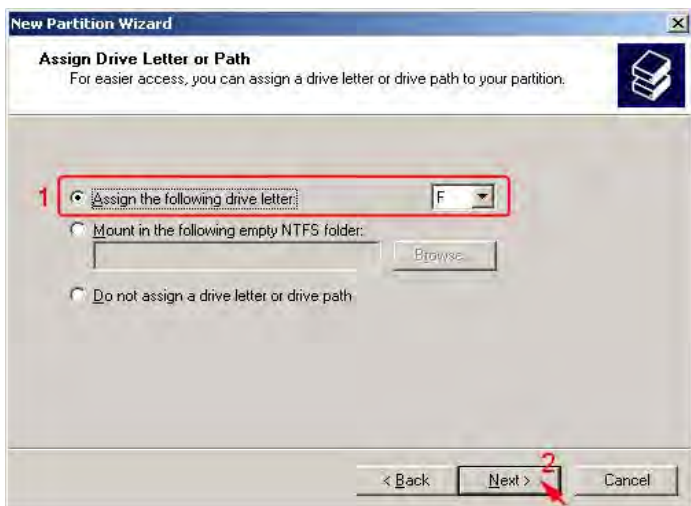 New Partition Wizard
Assign Drive Letter or Path
For easier access, you can assign a drive letter or drive path to your partition.
1 Assign the following drive letter: F
Mount in the following empty NTFS folder:
Browse...
Do not assign a drive letter or drive path
2
< Back Next > Cancel